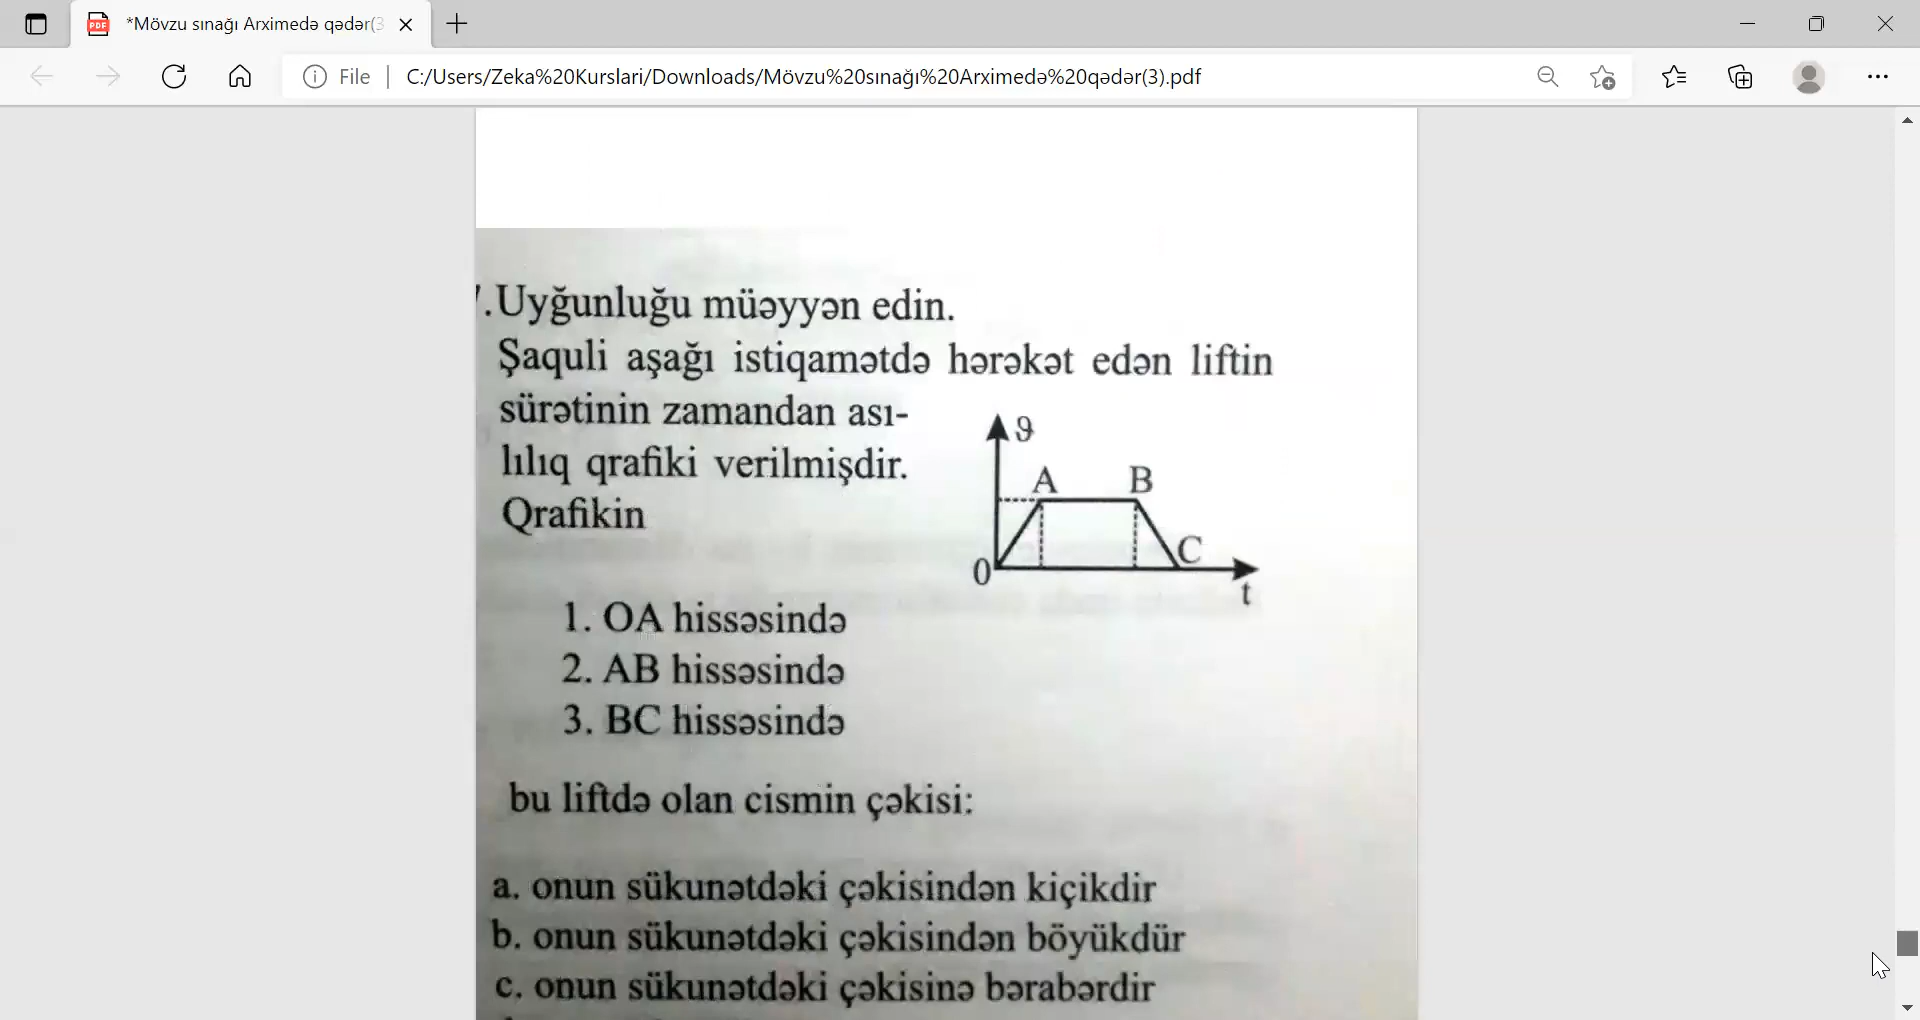 *Mövzu sınağı Arximedə qədər(3
File
C:/Users/Zeka%20Kurslari/Downloads/Mövzu%20sınağı%20Arximedə%20qədər(3).pdf
.Uyğunluğu müəyyən edin.
Şaquli aşağı istiqamətdə hərəkət edən liftin
sürətinin zamandan ası-
lılıq qrafiki verilmişdir.
Qrafikin
ϑ
A B
C
0
t
1. OA hissəsində
2. AB hissəsində
3. BC hissəsində
bu liftdə olan cismin çəkisi:
a. onun sükunətdəki çəkisindən kiçikdir
b. onun sükunətdəki çəkisindən böyükdür
c. onun sükunətdəki çəkisinə bərabərdir